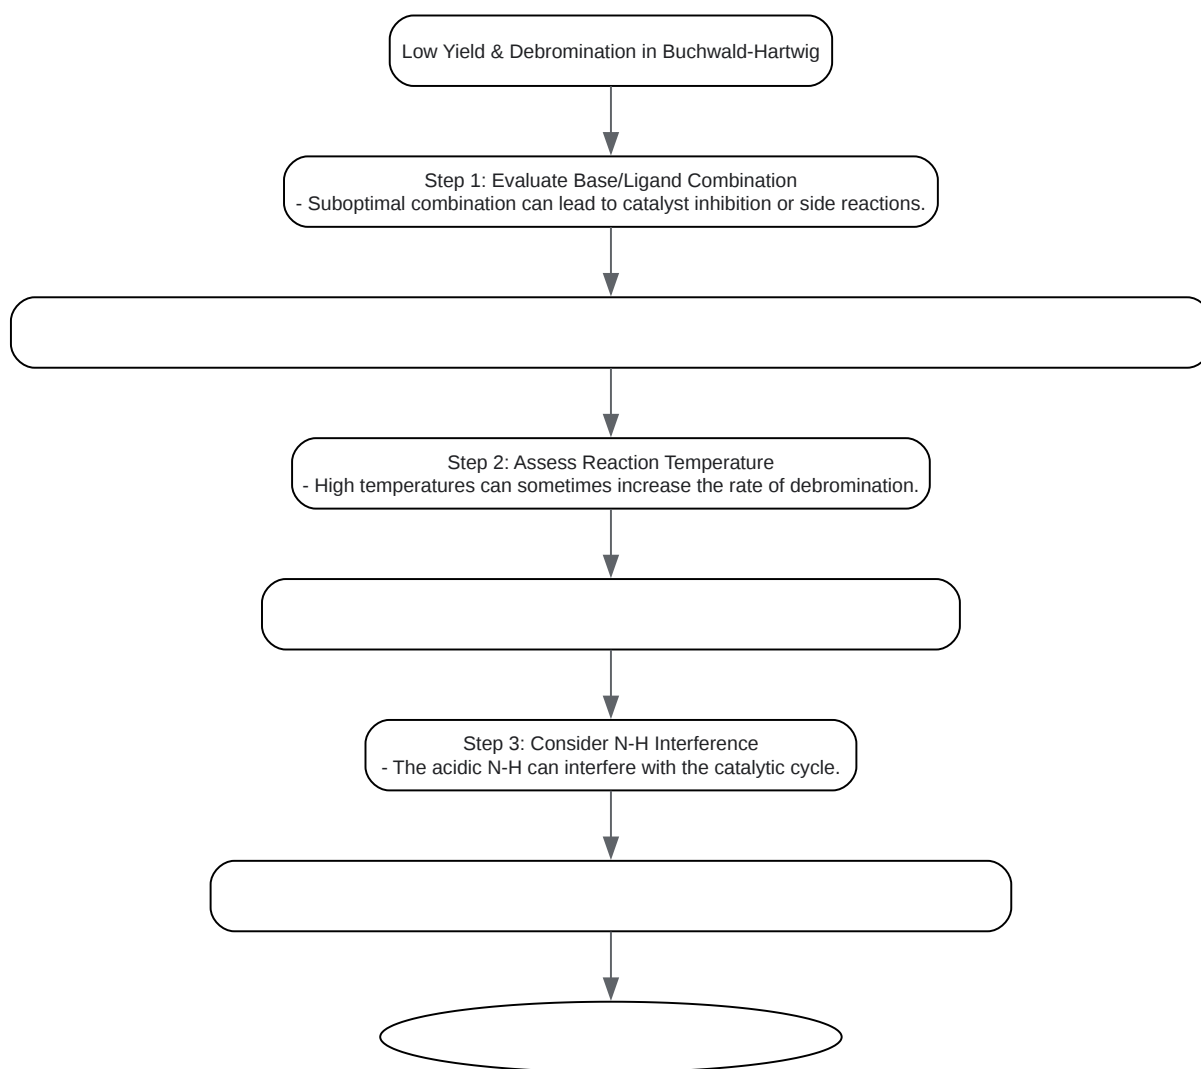 Low Yield & Debromination in Buchwald-Hartwig
Step 1: Evaluate Base/Ligand Combination
- Suboptimal combination can lead to catalyst inhibition or side reactions.
Step 2: Assess Reaction Temperature
- High temperatures can sometimes increase the rate of debromination.
Step 3: Consider N-H Interference
- The acidic N-H can interfere with the catalytic cycle.